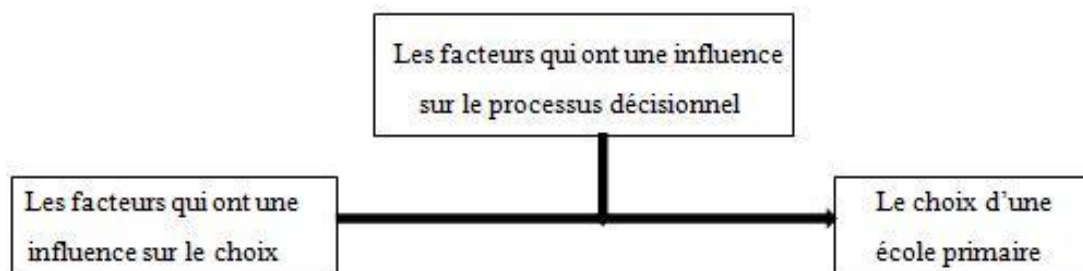 Les facteurs qui ont une influence
sur le processus décisionnel
Les facteurs qui ont une
influence sur le choix
Le choix d’une
école primaire